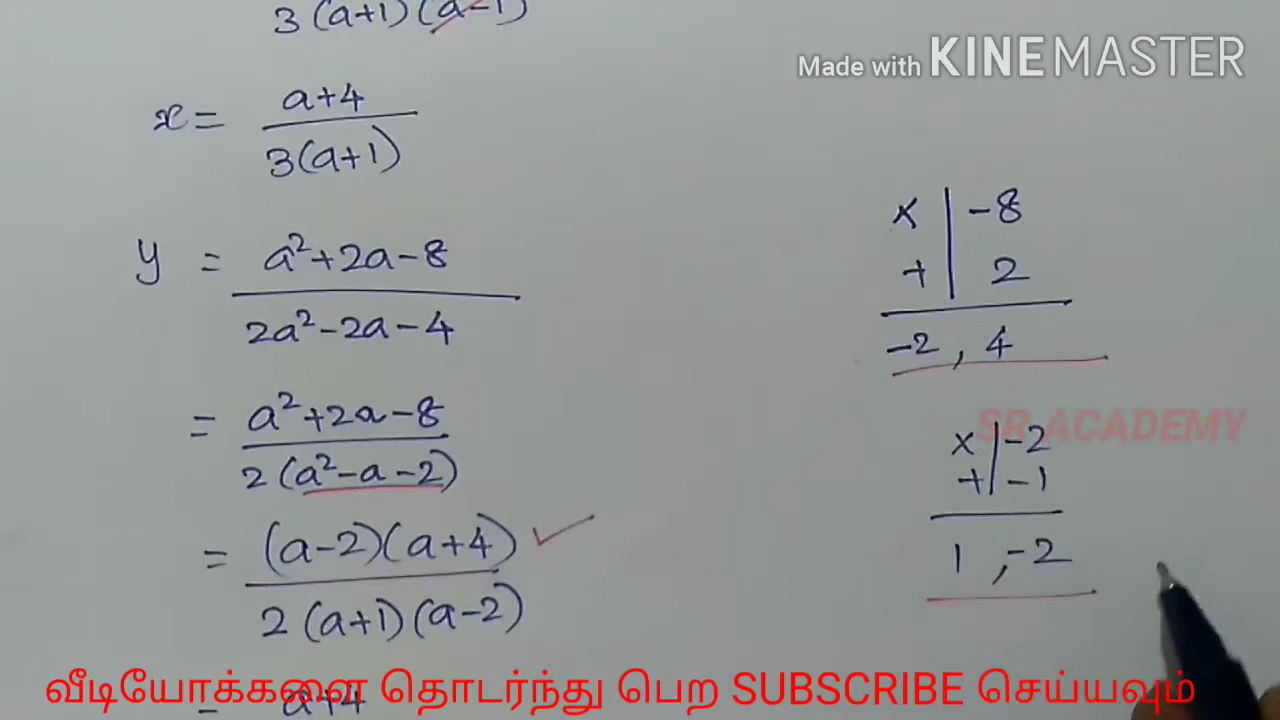 3(a+1)(a-1)
Made with KINEMASTER
x = a+4
3(a+1)
y = a²+2a-8
2a²-2a-4
= a²+2a-8
2(a²-a-2)
= (a-2)(a+4) ✓
2(a+1)(a-2)
= a+4
x | -8
+ | 2
-2, 4
SR ACADEMY
x | -2
+ | -1
1, -2
வீடியோக்களை தொடர்ந்து பெற SUBSCRIBE செய்யவும்